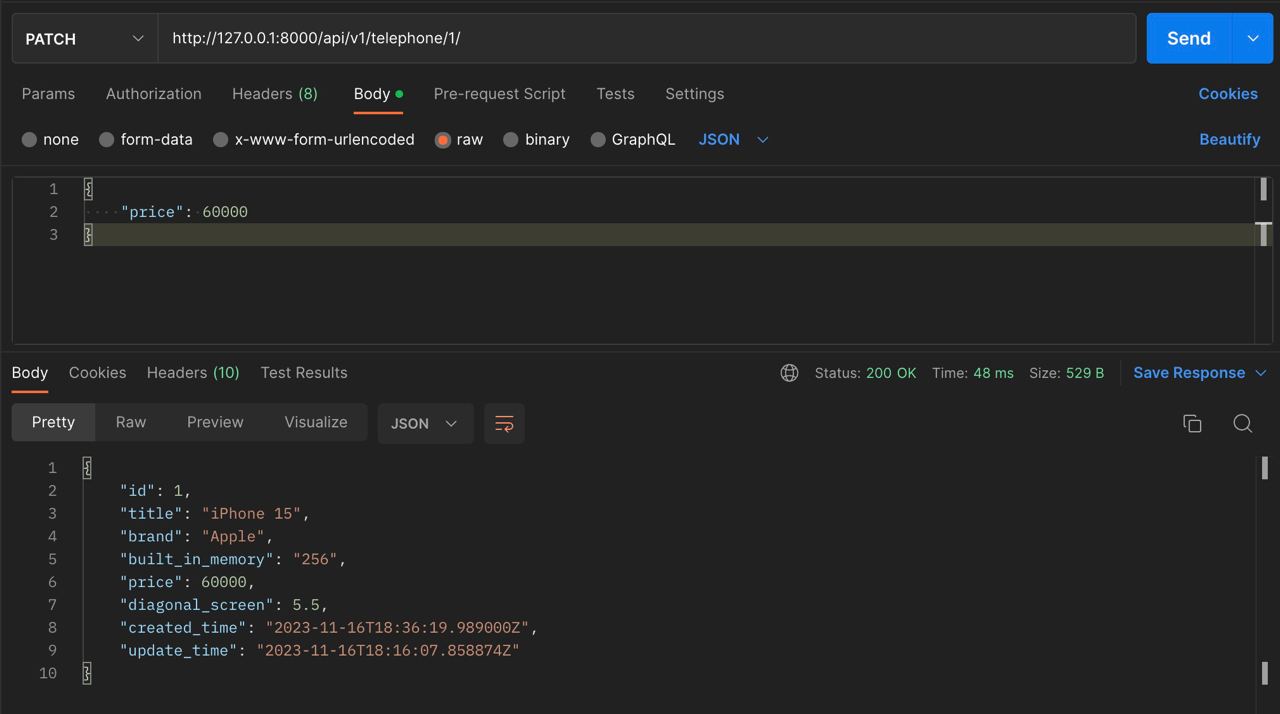 PATCH http://127.0.0.1:8000/api/v1/telephone/1/ Send
Params Authorization Headers (8) Body Pre-request Script Tests Settings Cookies
none form-data x-www-form-urlencoded raw binary GraphQL JSON Beautify
1 {
2 ····"price":·60000
3 }
Body Cookies Headers (10) Test Results Status: 200 OK Time: 48 ms Size: 529 B Save Response
Pretty Raw Preview Visualize JSON
1 {
2 "id": 1,
3 "title": "iPhone 15",
4 "brand": "Apple",
5 "built_in_memory": "256",
6 "price": 60000,
7 "diagonal_screen": 5.5,
8 "created_time": "2023-11-16T18:36:19.989000Z",
9 "update_time": "2023-11-16T18:16:07.858874Z"
10 }